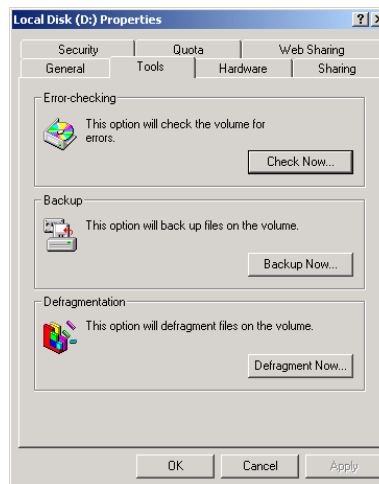 Local Disk (D:) Properties
Security Quota Web Sharing
General Tools Hardware Sharing
Error-checking
This option will check the volume for
errors.
Check Now...
Backup
This option will back up files on the volume.
Backup Now...
Defragmentation
This option will defragment files on the volume.
Defragment Now...
OK Cancel Apply